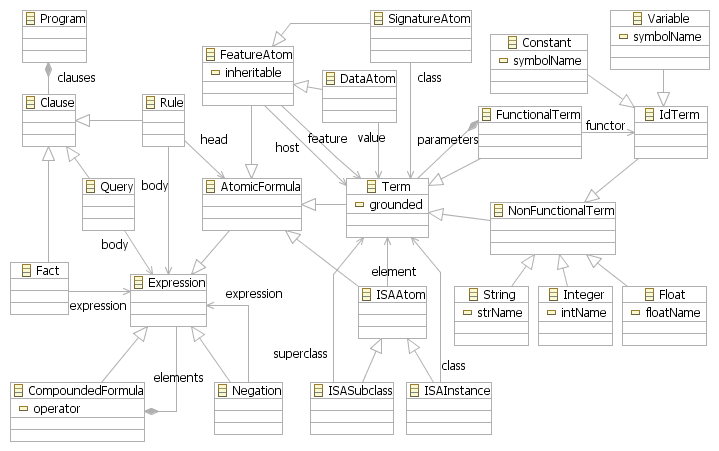 Program
SignatureAtom
Variable
symbolName
Constant
symbolName
FeatureAtom
inheritable
DataAtom
clauses
class
Clause
Rule
FunctionalTerm
IdTerm
head
feature
value
parameters
functor
host
body
Query
AtomicFormula
Term
grounded
NonFunctionalTerm
body
Fact
Expression
expression
expression
element
ISAAtom
String
strName
Integer
intName
Float
floatName
superclass
class
elements
CompoundedFormula
operator
Negation
ISASubclass
ISAInstance